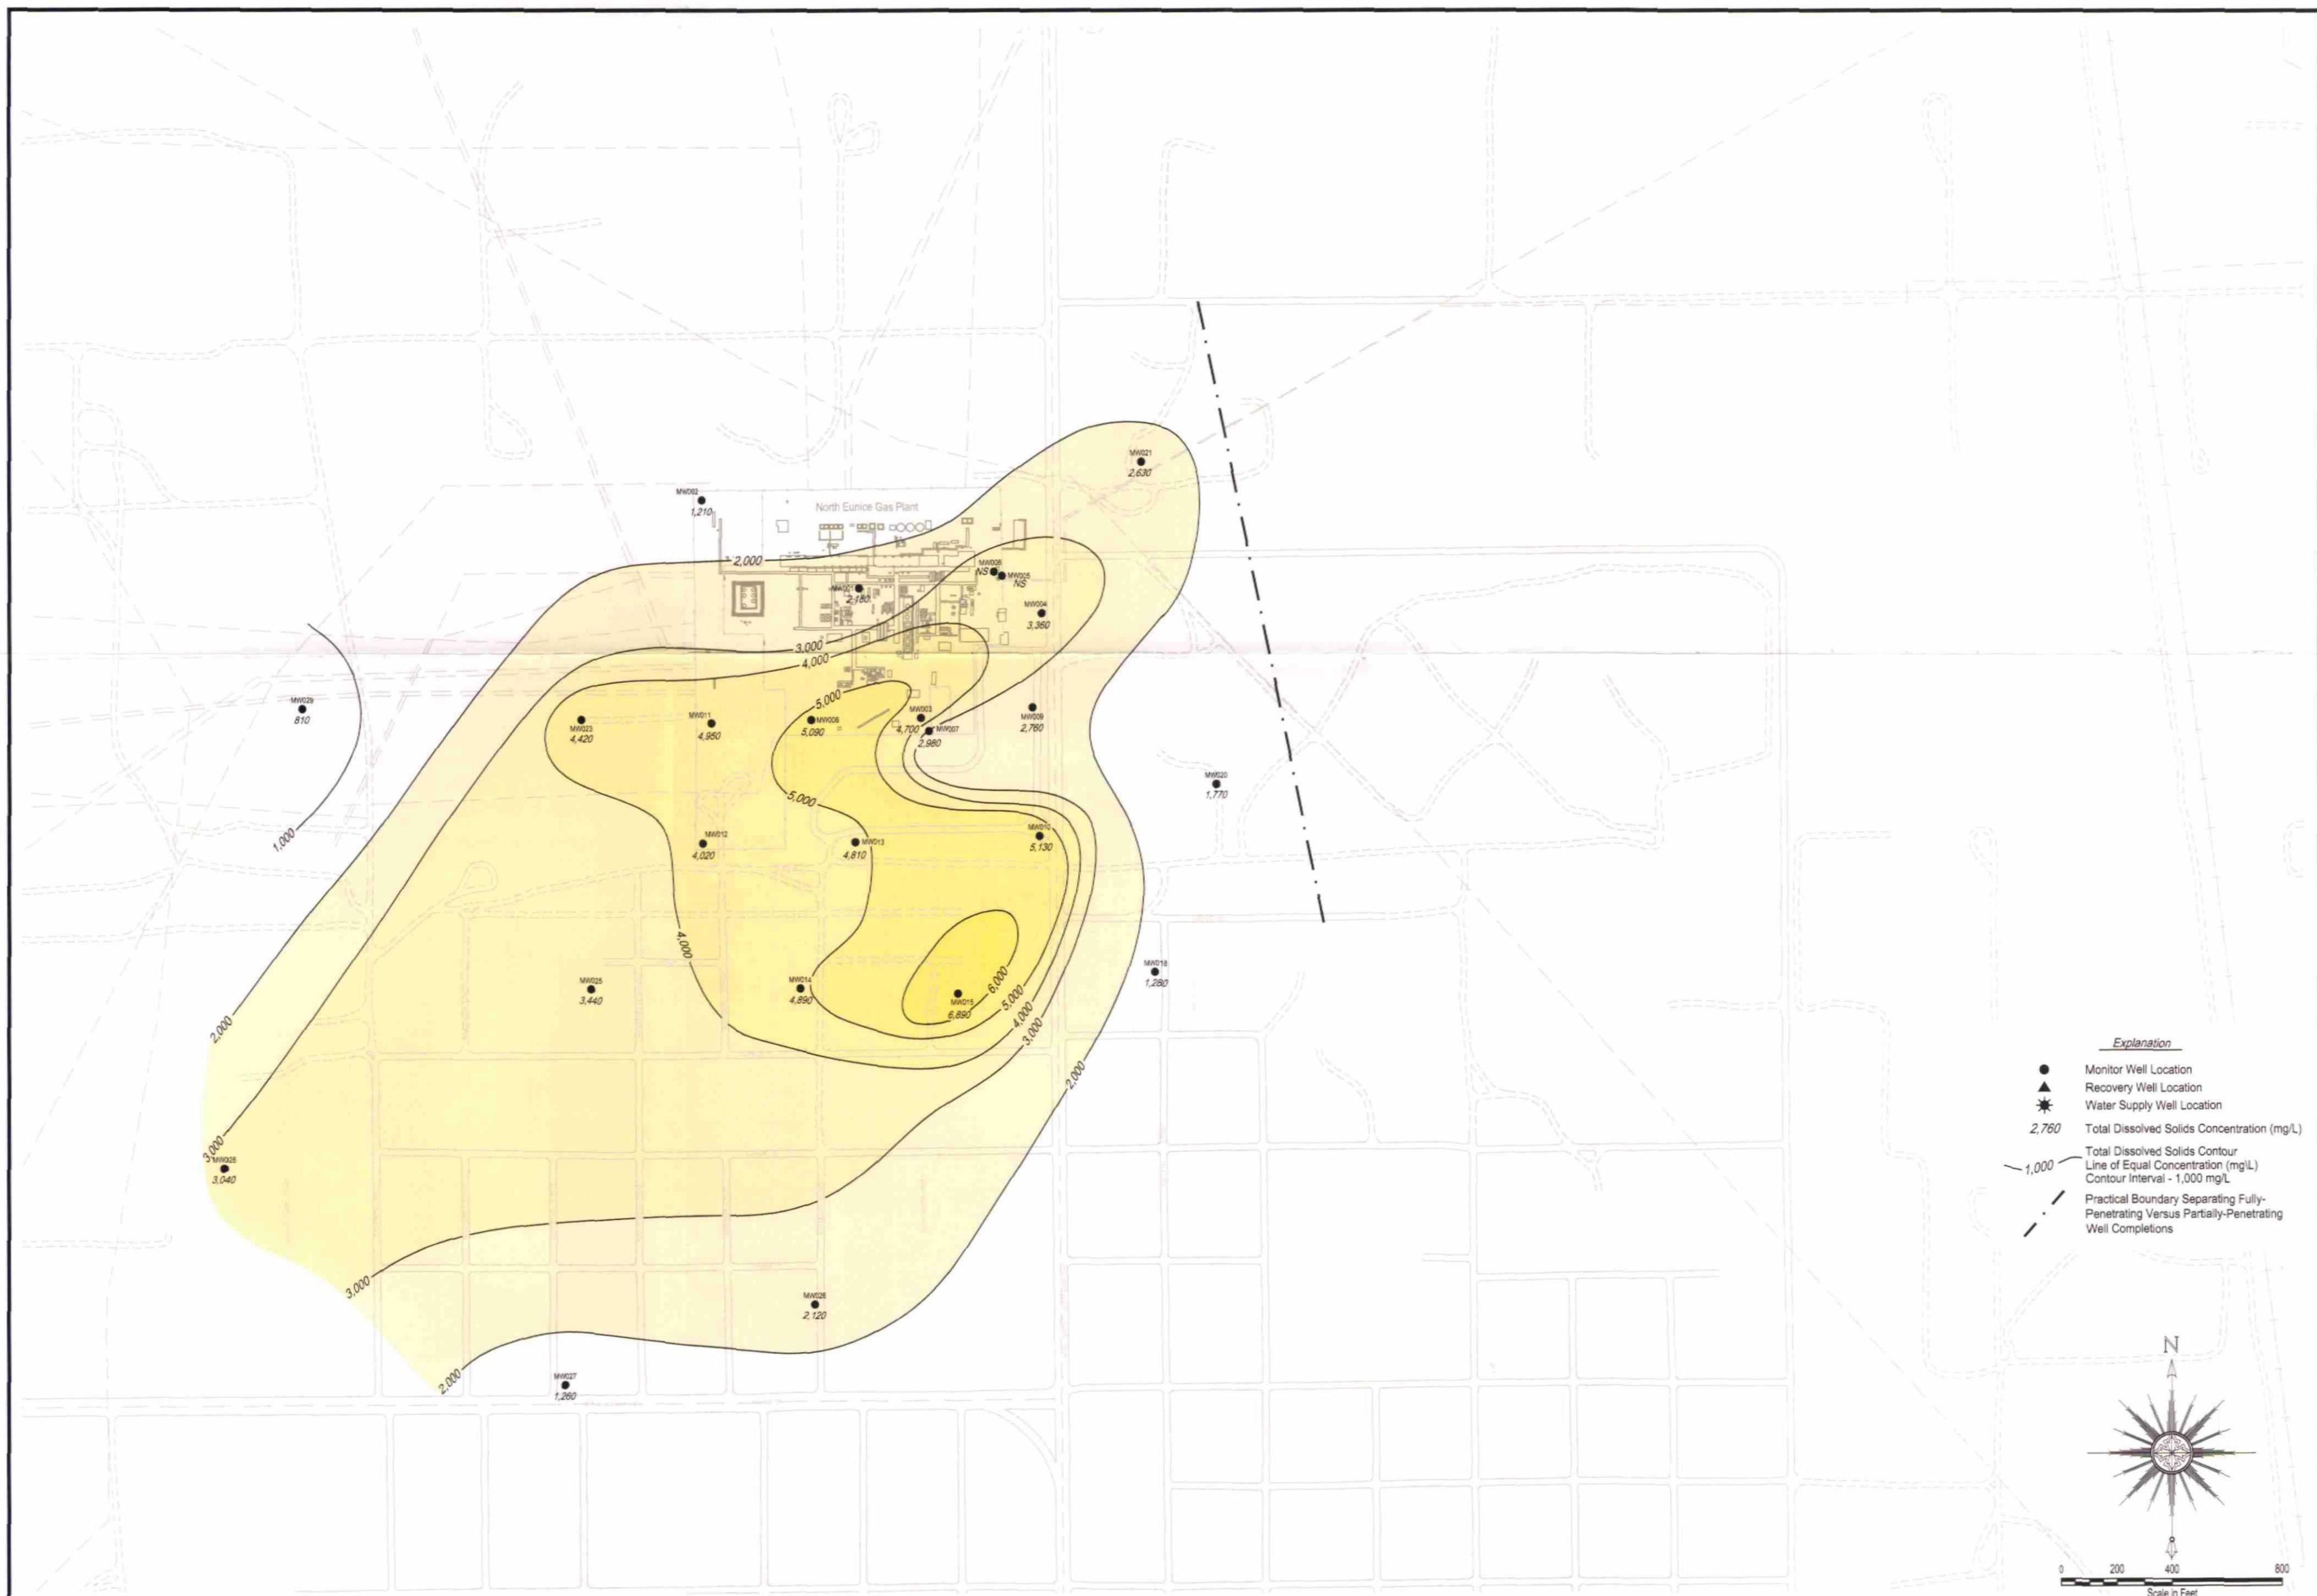 MW021
2,630
MW002
1,210
North Eunice Gas Plant
2,000
MW006
NS
MW005
NS
MW001
2,180
MW004
3,360
3,000
4,000
5,000
MW029
810
MW023
4,420
MW011
4,950
MW008
5,090
MW003
4,700
MW007
2,980
MW009
2,760
MW020
1,770
5,000
1,000
MW012
4,020
MW013
4,810
MW010
5,130
4,000
MW025
3,440
MW014
4,890
MW015
6,890
6,000
5,000
4,000
3,000
MW018
1,280
2,000
2,000
3,000
3,040
3,000
2,120
2,000
MW027
1,260
Explanation
Monitor Well Location
Recovery Well Location
Water Supply Well Location
2,760 Total Dissolved Solids Concentration (mg/L)
Total Dissolved Solids Contour
1,000 Line of Equal Concentration (mg\L)
Contour Interval - 1,000 mg/L
Practical Boundary Separating Fully-
Penetrating Versus Partially-Penetrating
Well Completions
N
0 200 400 800
Scale in Feet